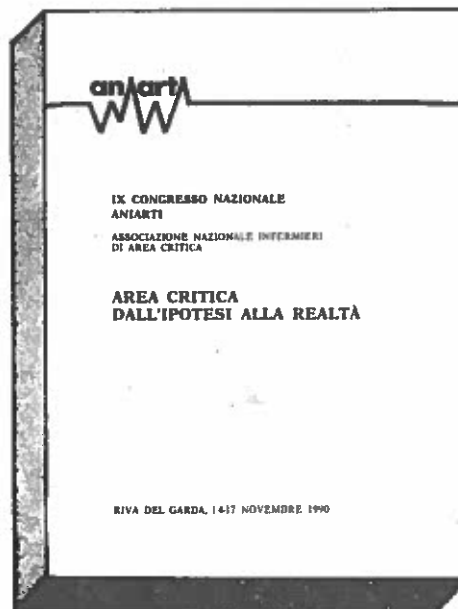 aniarti
IX CONGRESSO NAZIONALE
ANIARTI
ASSOCIAZIONE NAZIONALE INFERMIERI
DI AREA CRITICA
AREA CRITICA
DALL'IPOTESI ALLA REALTÀ
RIVA DEL GARDA, 14-17 NOVEMBRE 1990